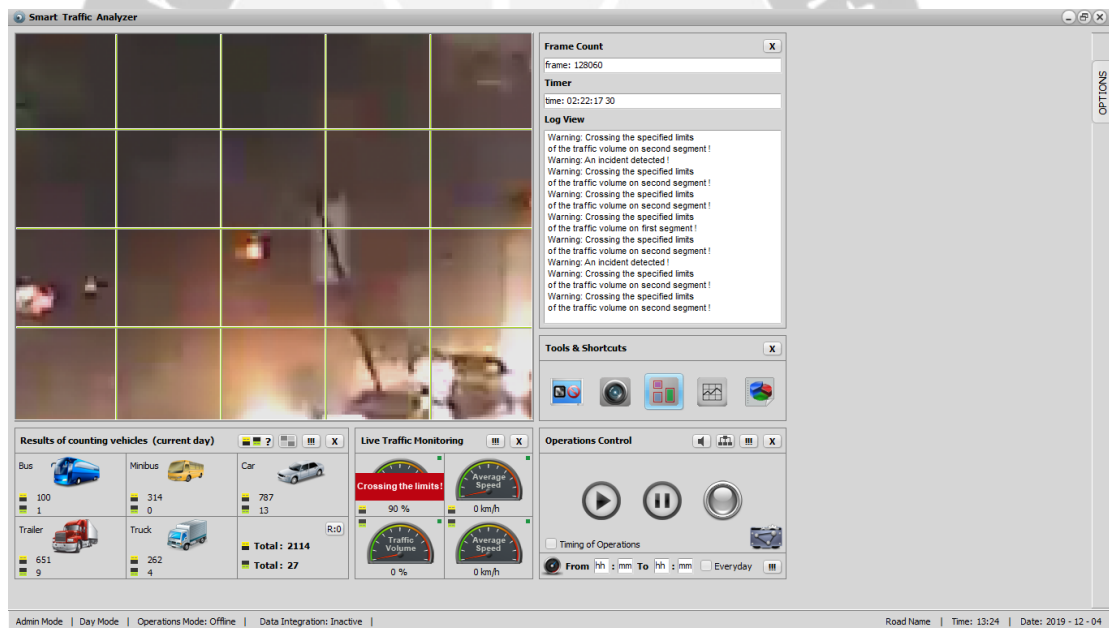 Smart Traffic Analyzer
OPTIONS
Frame Count
X
frame: 128060
Timer
time: 02:22:17 30
Log View
Warning: Crossing the specified limits
of the traffic volume on second segment !
Warning: An incident detected !
Warning: Crossing the specified limits
of the traffic volume on second segment !
Warning: Crossing the specified limits
of the traffic volume on second segment !
Warning: Crossing the specified limits
of the traffic volume on first segment !
Warning: Crossing the specified limits
of the traffic volume on second segment !
Warning: An incident detected !
Warning: Crossing the specified limits
of the traffic volume on second segment !
Warning: Crossing the specified limits
of the traffic volume on second segment !
Tools & Shortcuts
X
Results of counting vehicles (current day)
? !!! X
Bus
100
1
Minibus
314
0
Car
787
13
Trailer
651
9
Truck
262
4
R:0
Total : 2114
Total : 27
Live Traffic Monitoring
!!! X
Crossing the limits!
90 %
Average
Speed
0 km/h
Traffic
Volume
0 %
Average
Speed
0 km/h
Operations Control
!!! X
Timing of Operations
From hh : mm To hh : mm Everyday !!!
Admin Mode | Day Mode | Operations Mode: Offline | Data Integration: Inactive |
Road Name | Time: 13:24 | Date: 2019 - 12 - 04